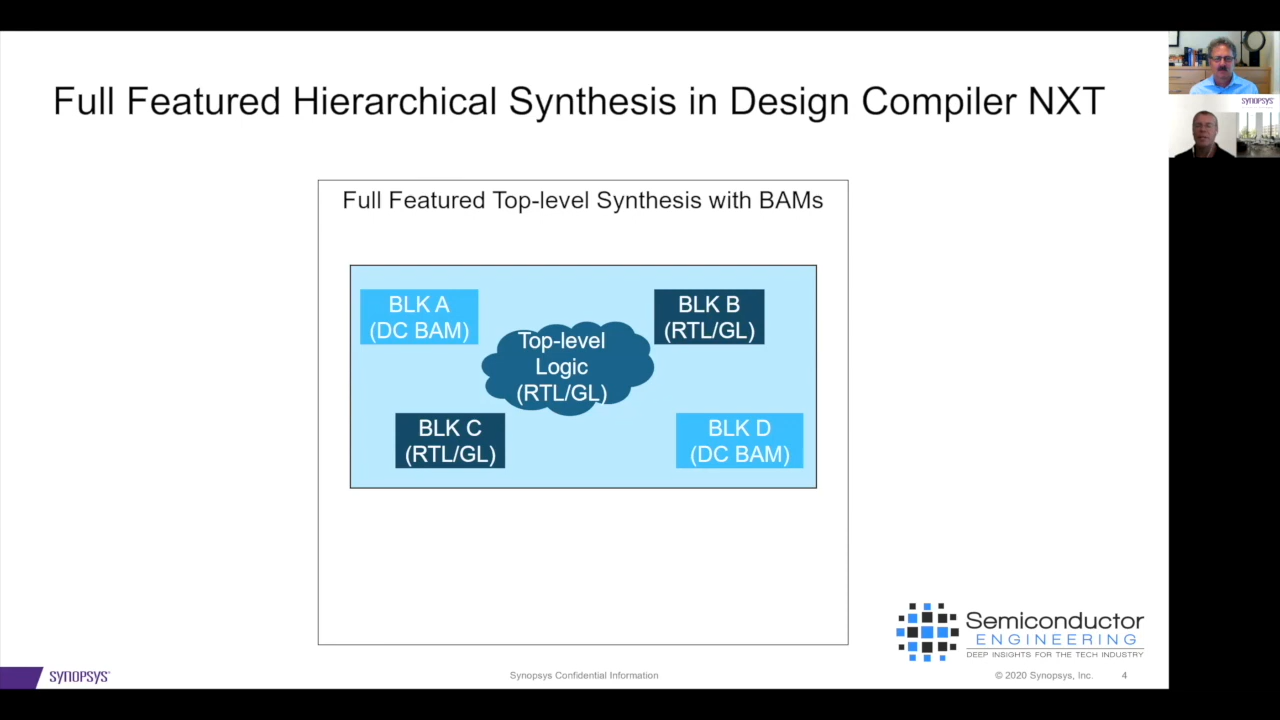 Full Featured Hierarchical Synthesis in Design Compiler NXT
SYNOPSYS
Full Featured Top-level Synthesis with BAMs
BLK A
(DC BAM)
BLK B
(RTL/GL)
Top-level
Logic
(RTL/GL)
BLK C
(RTL/GL)
BLK D
(DC BAM)
Semiconductor
ENGINEERING
DEEP INSIGHTS FOR THE TECH INDUSTRY
SYNOPSYS®
Synopsys Confidential Information
© 2020 Synopsys, Inc.
4